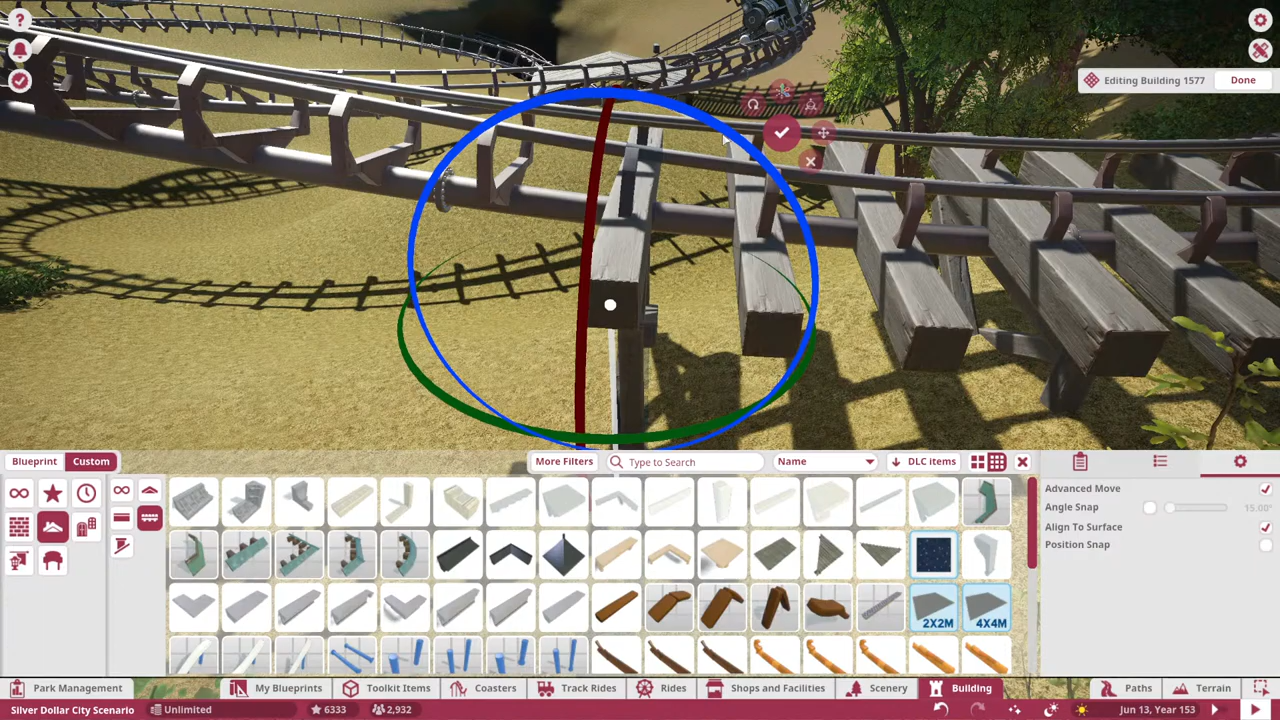 ?
Editing Building 1577
Done
Blueprint
Custom
More Filters
Type to Search
Name
DLC items
Advanced Move
Angle Snap
15.00°
Align To Surface
Position Snap
2X2M
4X4M
Park Management
My Blueprints
Toolkit Items
Coasters
Track Rides
Rides
Shops and Facilities
Scenery
Building
Paths
Terrain
Silver Dollar City Scenario
Unlimited
6333
2,932
Jun 13, Year 153